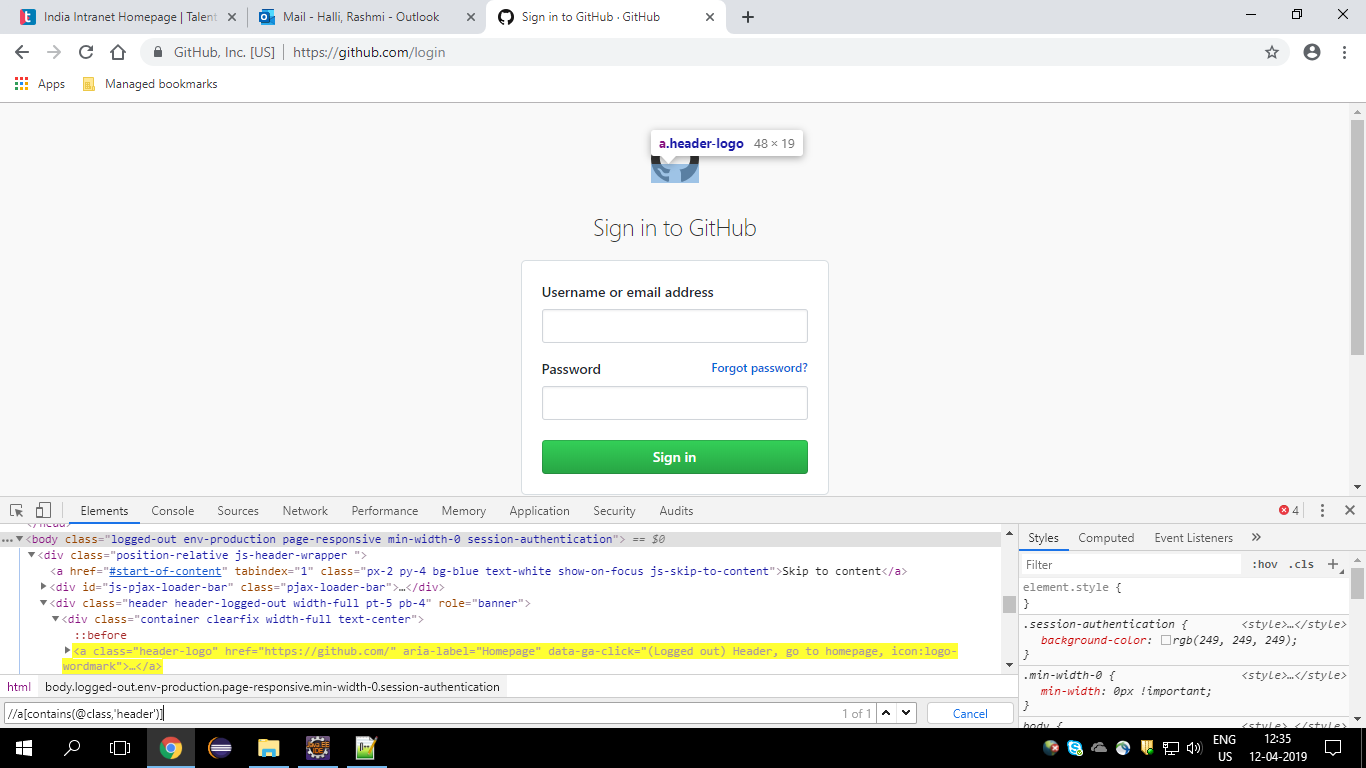 India Intranet Homepage | Talent
Mail - Halli, Rashmi - Outlook
Sign in to GitHub · GitHub
GitHub, Inc. [US]
https://github.com/login
Apps
Managed bookmarks
a.header-logo 48 × 19
Sign in to GitHub
Username or email address
Password
Forgot password?
Sign in
Elements Console Sources Network Performance Memory Application Security Audits
4
</head>
<body class="logged-out env-production page-responsive min-width-0 session-authentication"> == $0
<div class="position-relative js-header-wrapper ">
<a href="#start-of-content" tabindex="1" class="px-2 py-4 bg-blue text-white show-on-focus js-skip-to-content">Skip to content</a>
<div id="js-pjax-loader-bar" class="pjax-loader-bar">…</div>
<div class="header header-logged-out width-full pt-5 pb-4" role="banner">
<div class="container clearfix width-full text-center">
::before
<a class="header-logo" href="https://github.com/" aria-label="Homepage" data-ga-click="(Logged out) Header, go to homepage, icon:logo-
wordmark">…</a>
html body.logged-out.env-production.page-responsive.min-width-0.session-authentication
//a[contains(@class,'header')]
1 of 1
Cancel
Styles Computed Event Listeners »
Filter
:hov .cls +
element.style {
}
.session-authentication { <style>…</style>
background-color: rgb(249, 249, 249);
}
.min-width-0 { <style>…</style>
min-width: 0px !important;
}
body { <style>…</style>
ENG
US
12:35
12-04-2019